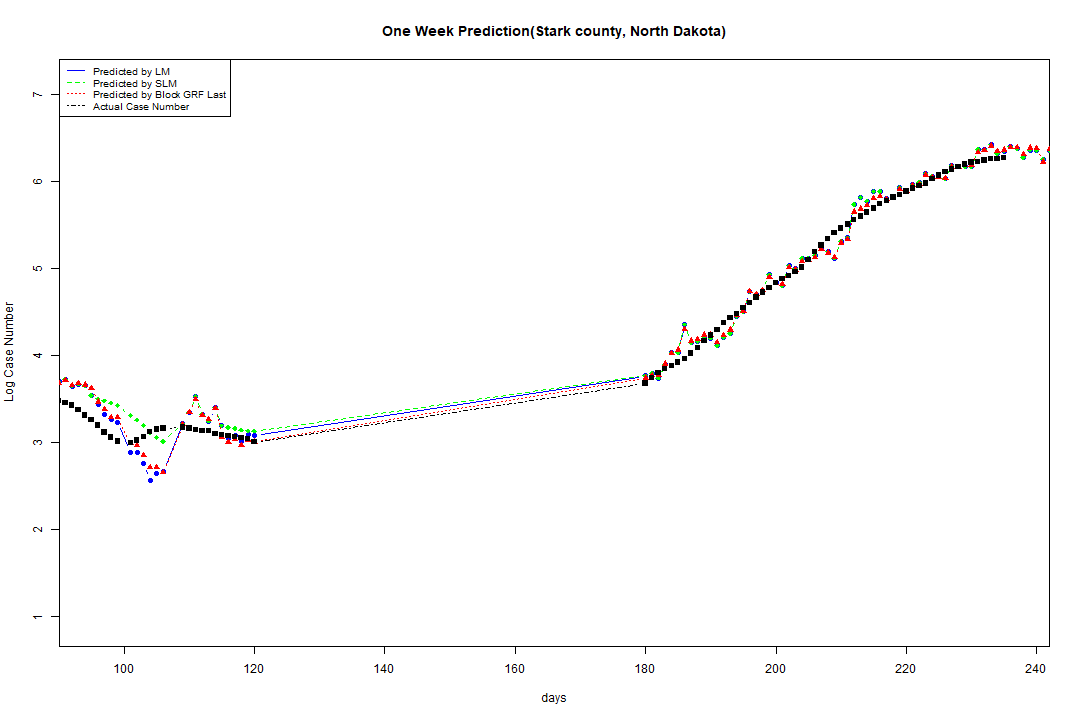 One Week Prediction(Stark county, North Dakota)
Predicted by LM
Predicted by SLM
Predicted by Block GRF Last
Actual Case Number
7
6
5
4
3
2
1
Log Case Number
100 120 140 160 180 200 220 240
days